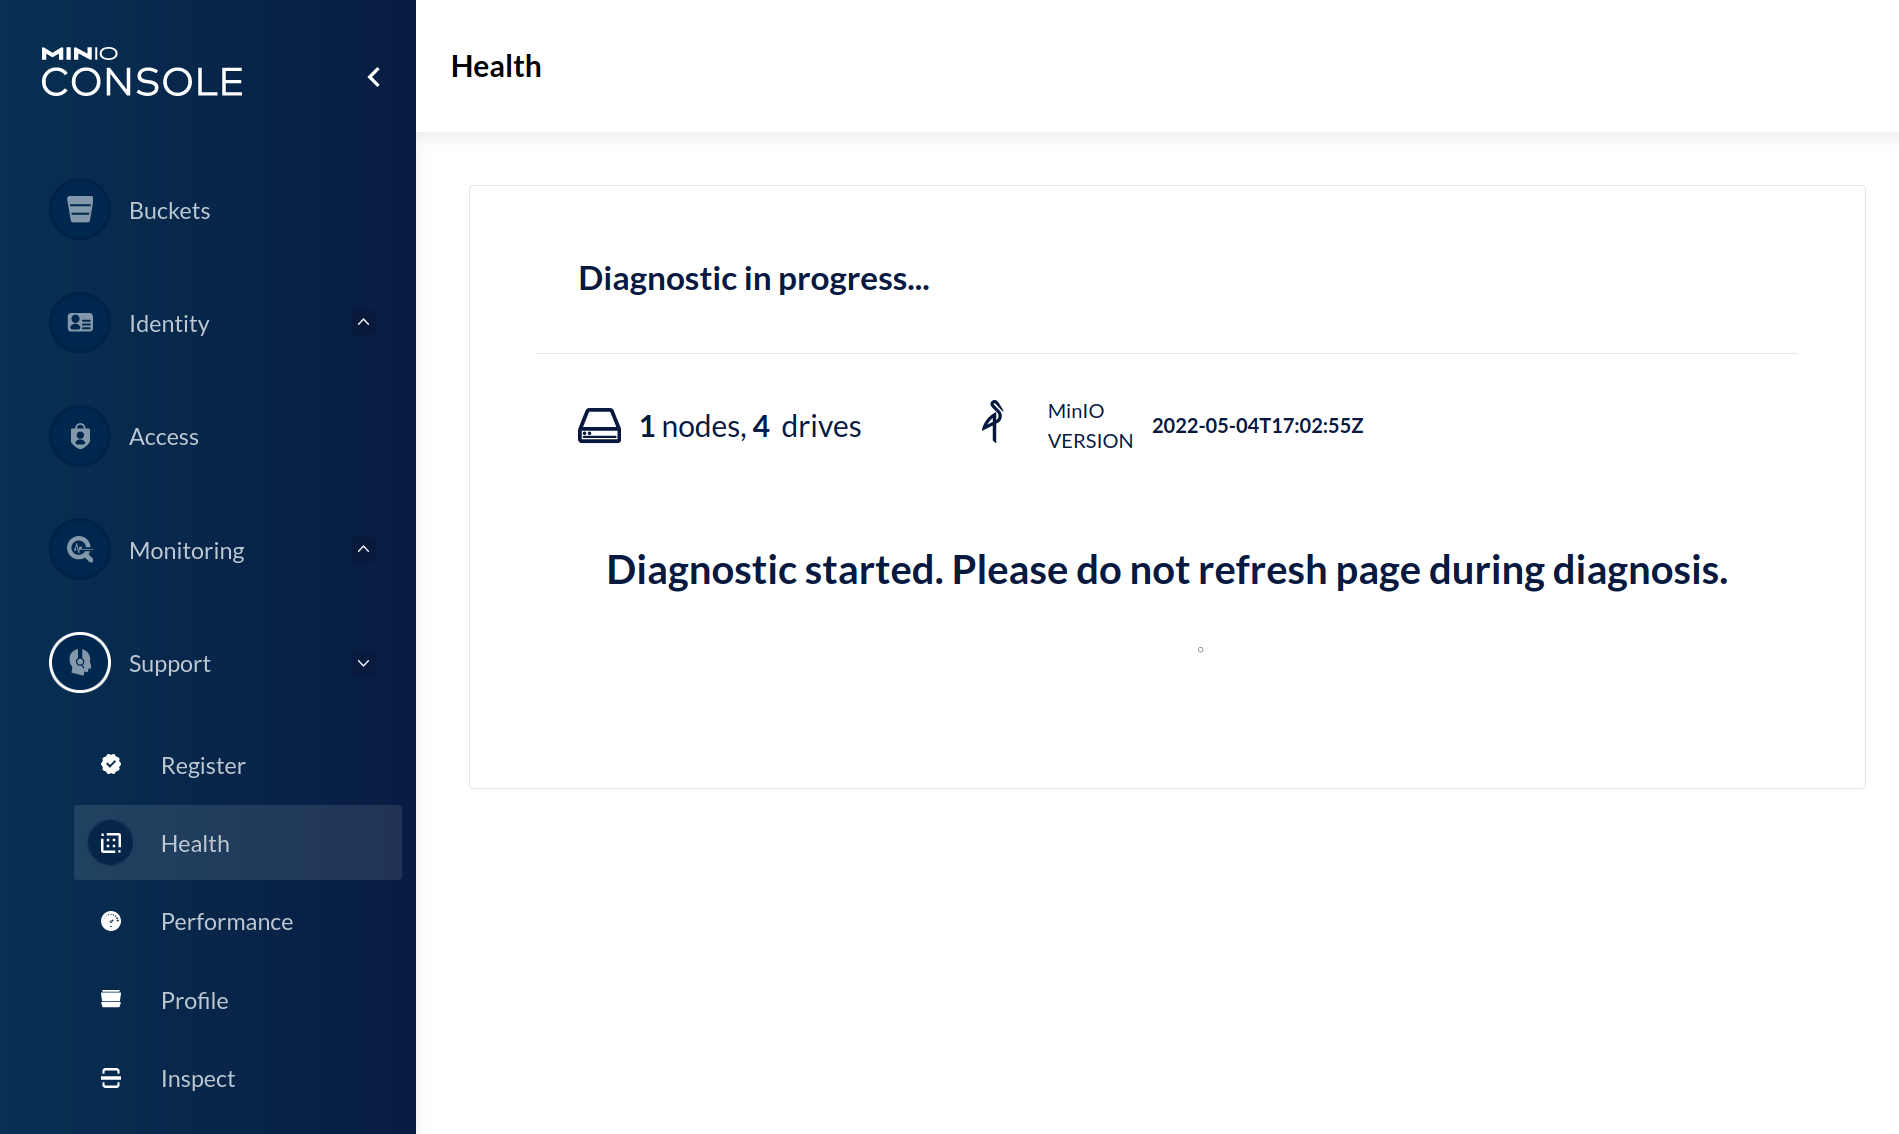 MINIO
CONSOLE
Health
Buckets
Identity
Access
Monitoring
Support
Register
Health
Performance
Profile
Inspect
Diagnostic in progress...
1 nodes, 4 drives
MinIO
VERSION
2022-05-04T17:02:55Z
Diagnostic started. Please do not refresh page during diagnosis.